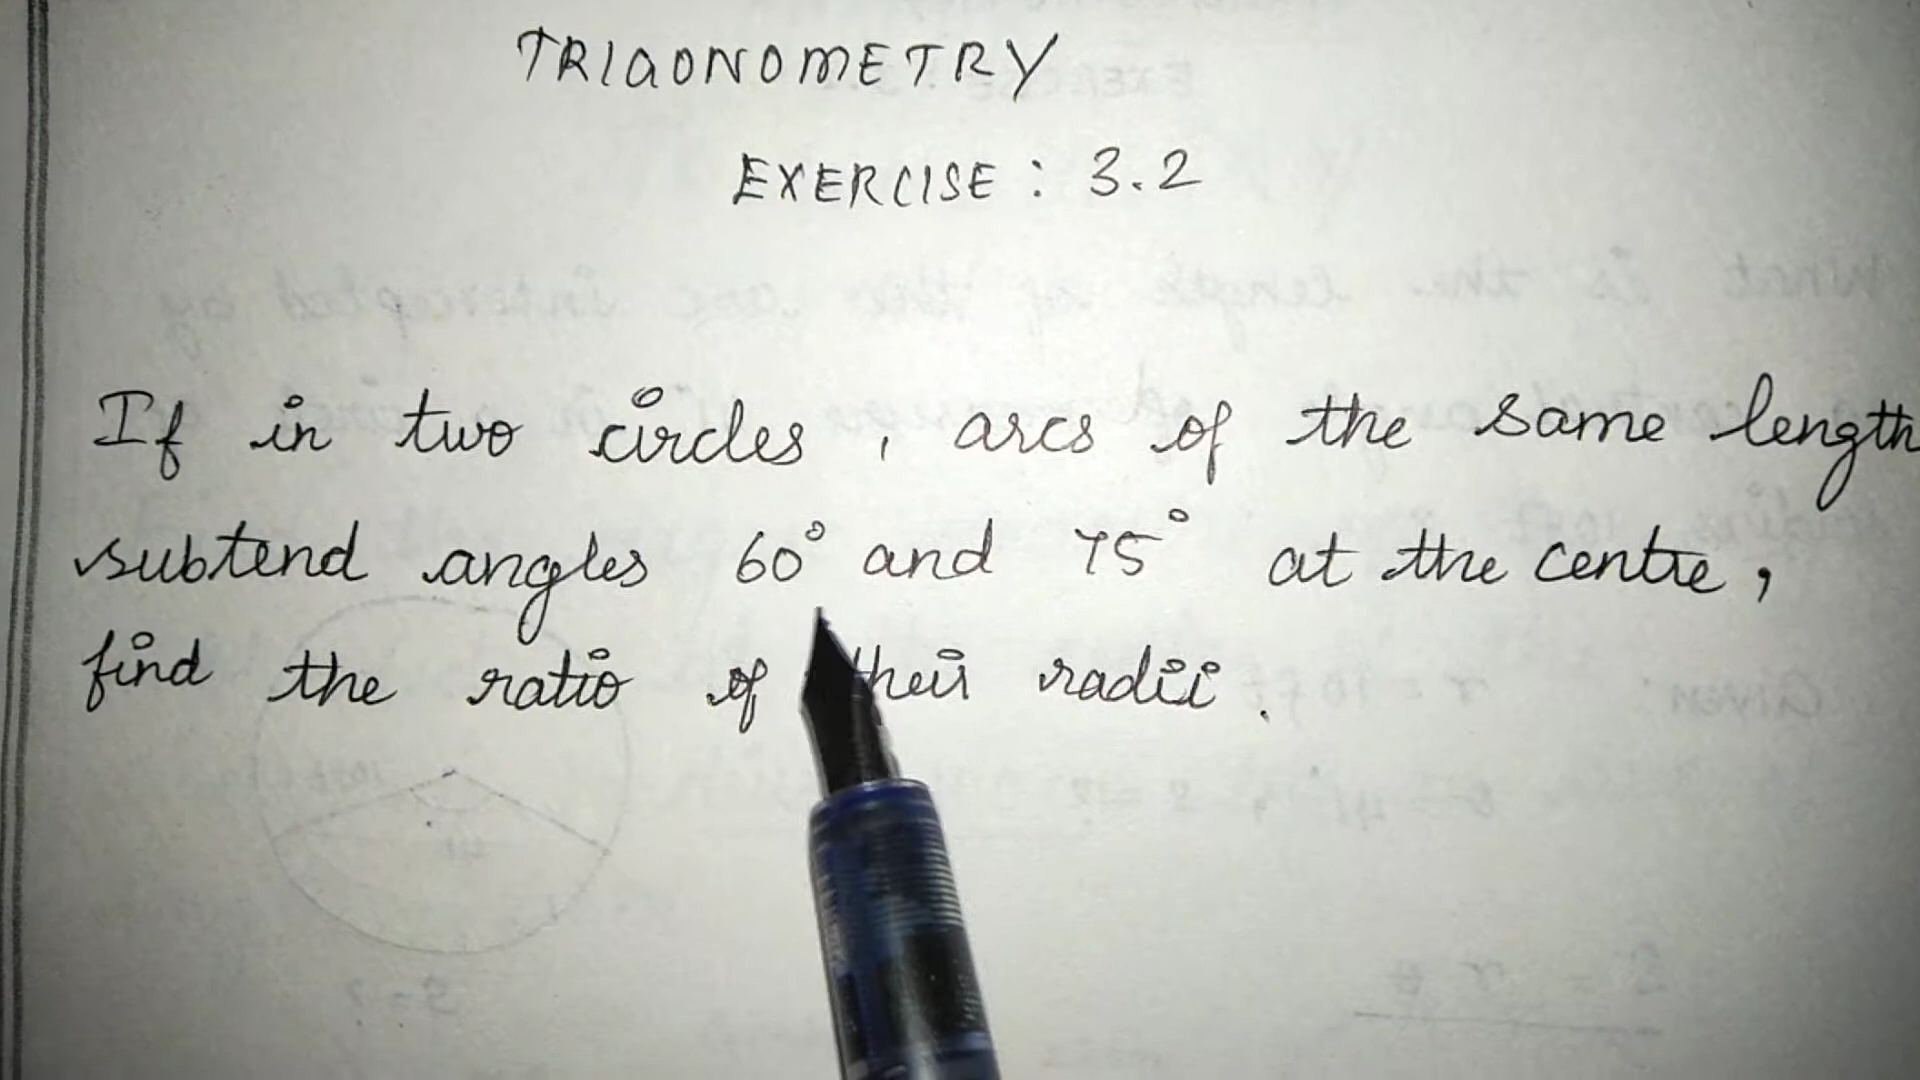 TRIGONOMETRY
EXERCISE : 3.2
If in two circles, arcs of the same length
subtend angles 60° and 75° at the centre,
find the ratio of their radii.